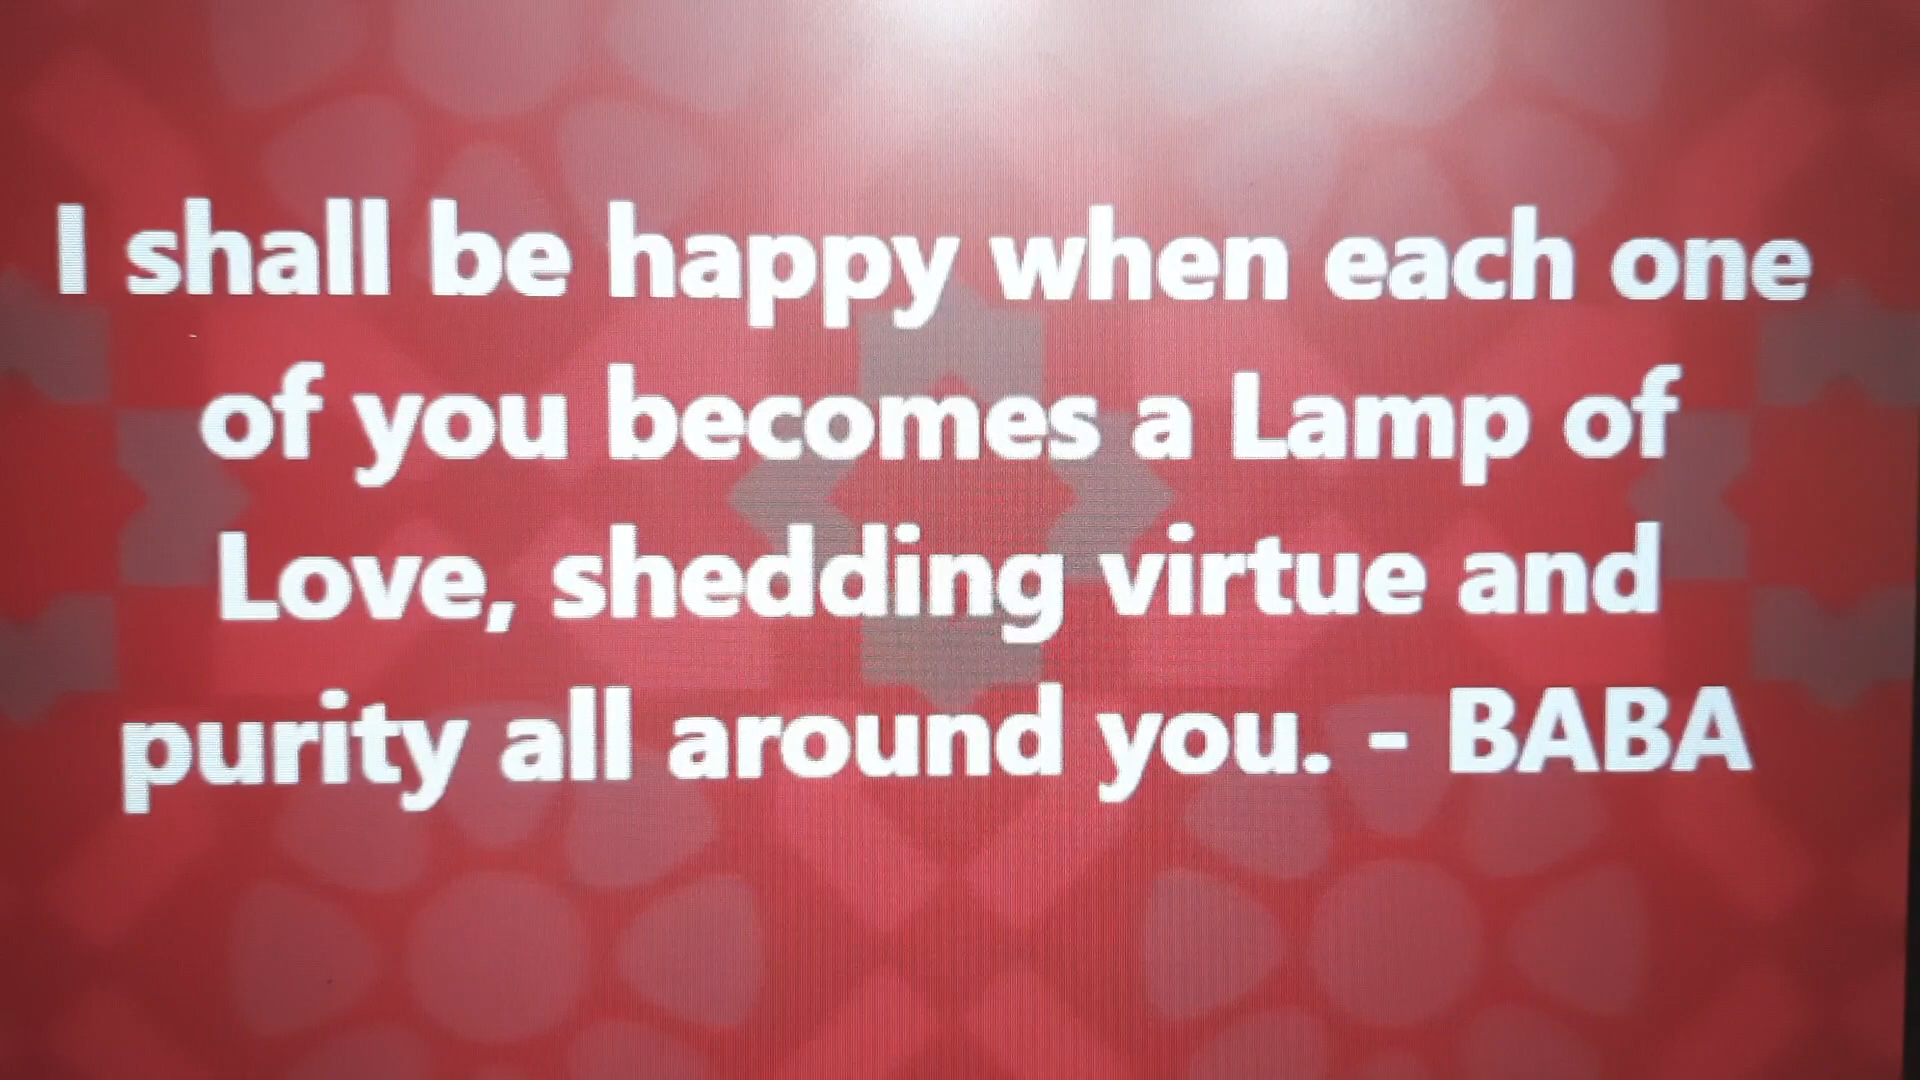 I shall be happy when each one
of you becomes a Lamp of
Love, shedding virtue and
purity all around you. - BABA